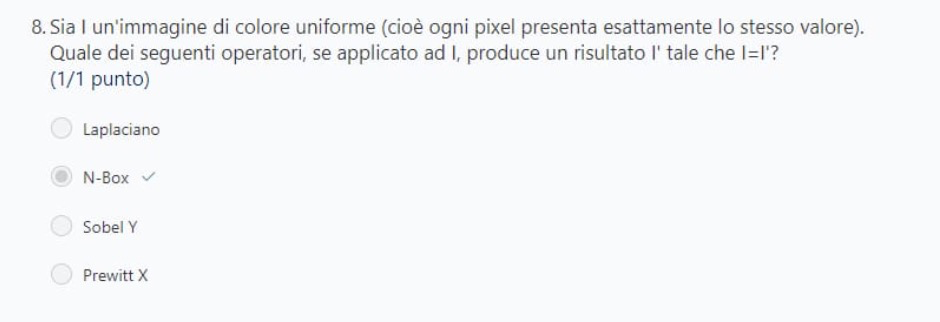 8. Sia I un'immagine di colore uniforme (cioè ogni pixel presenta esattamente lo stesso valore).
Quale dei seguenti operatori, se applicato ad I, produce un risultato I' tale che I=I'?
(1/1 punto)
Laplaciano
N-Box ✓
Sobel Y
Prewitt X